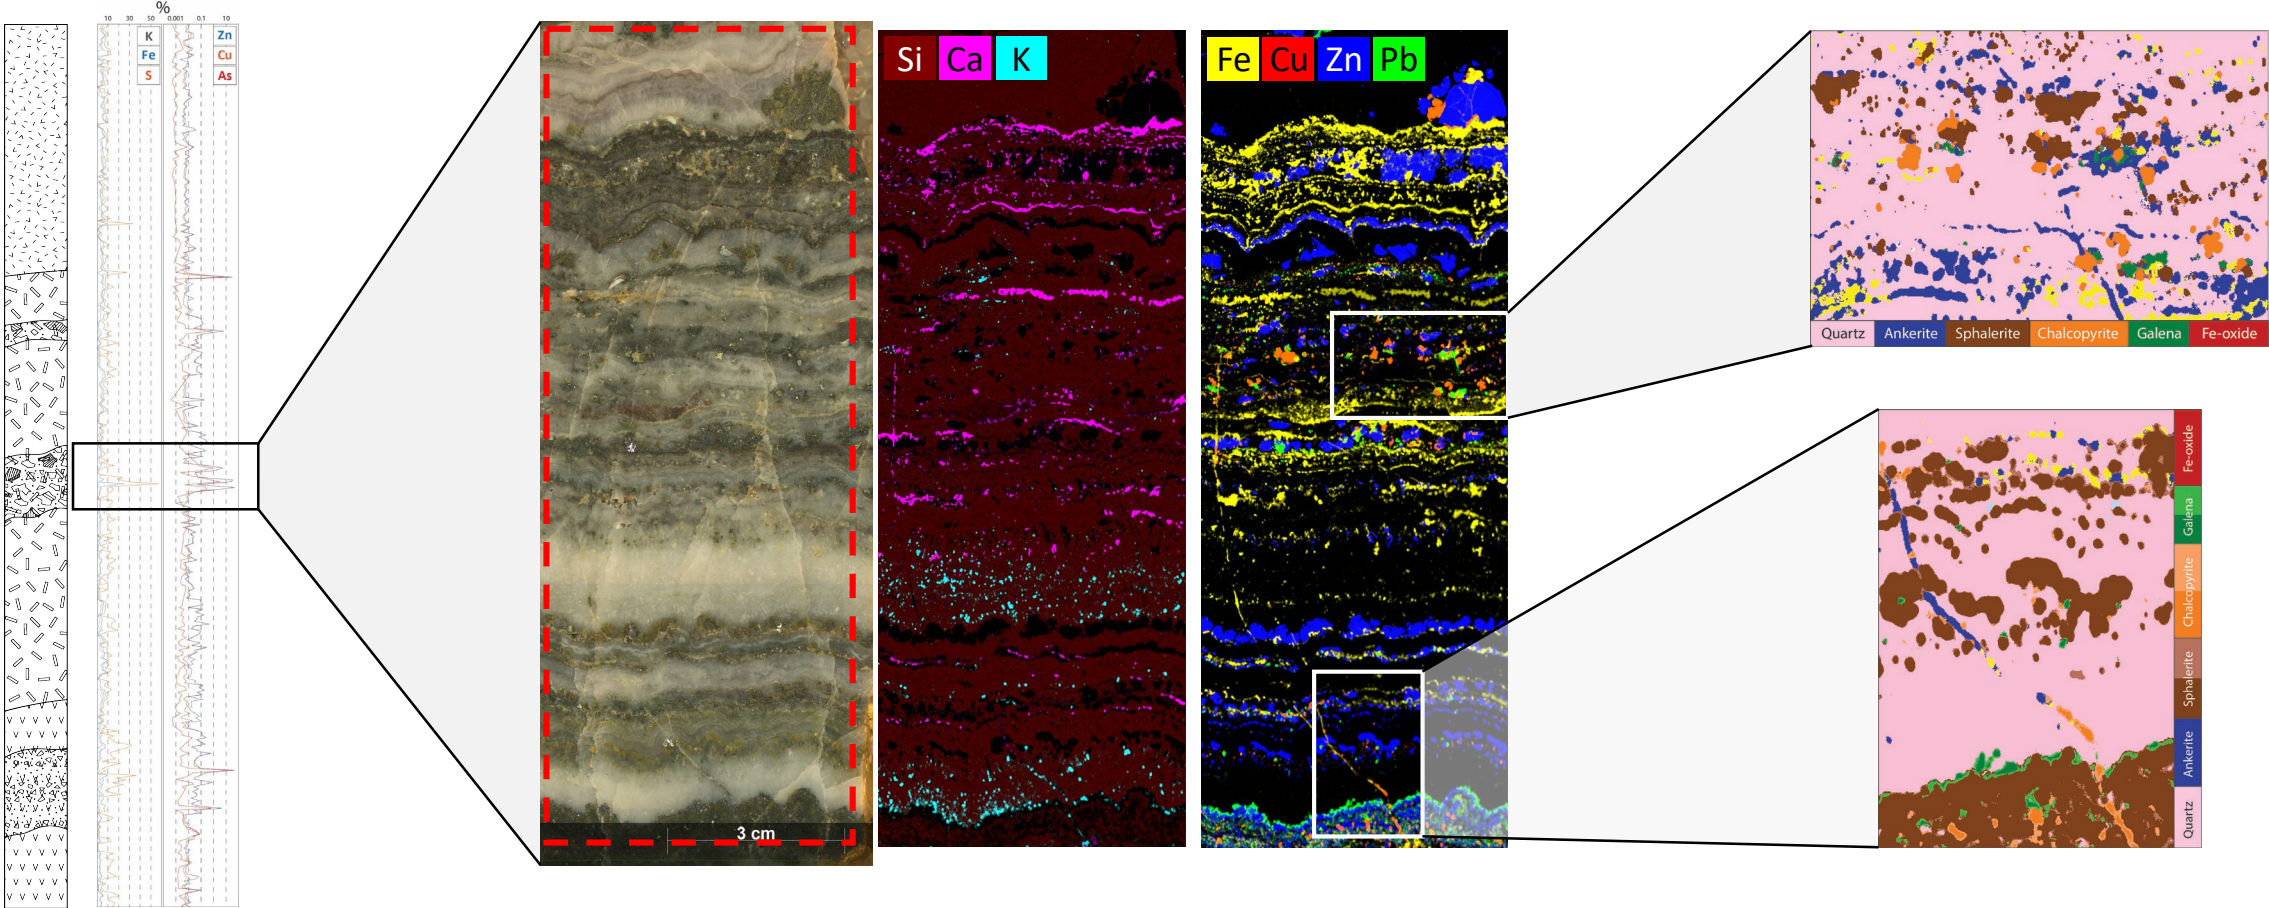 %
10 30 50 0.001 0.1 10
K Zn
Fe Cu
S As
3 cm
Si Ca K
Fe Cu Zn Pb
Quartz Ankerite Sphalerite Chalcopyrite Galena Fe-oxide
Fe-oxide
Galena
Chalcopyrite
Sphalerite
Ankerite
Quartz